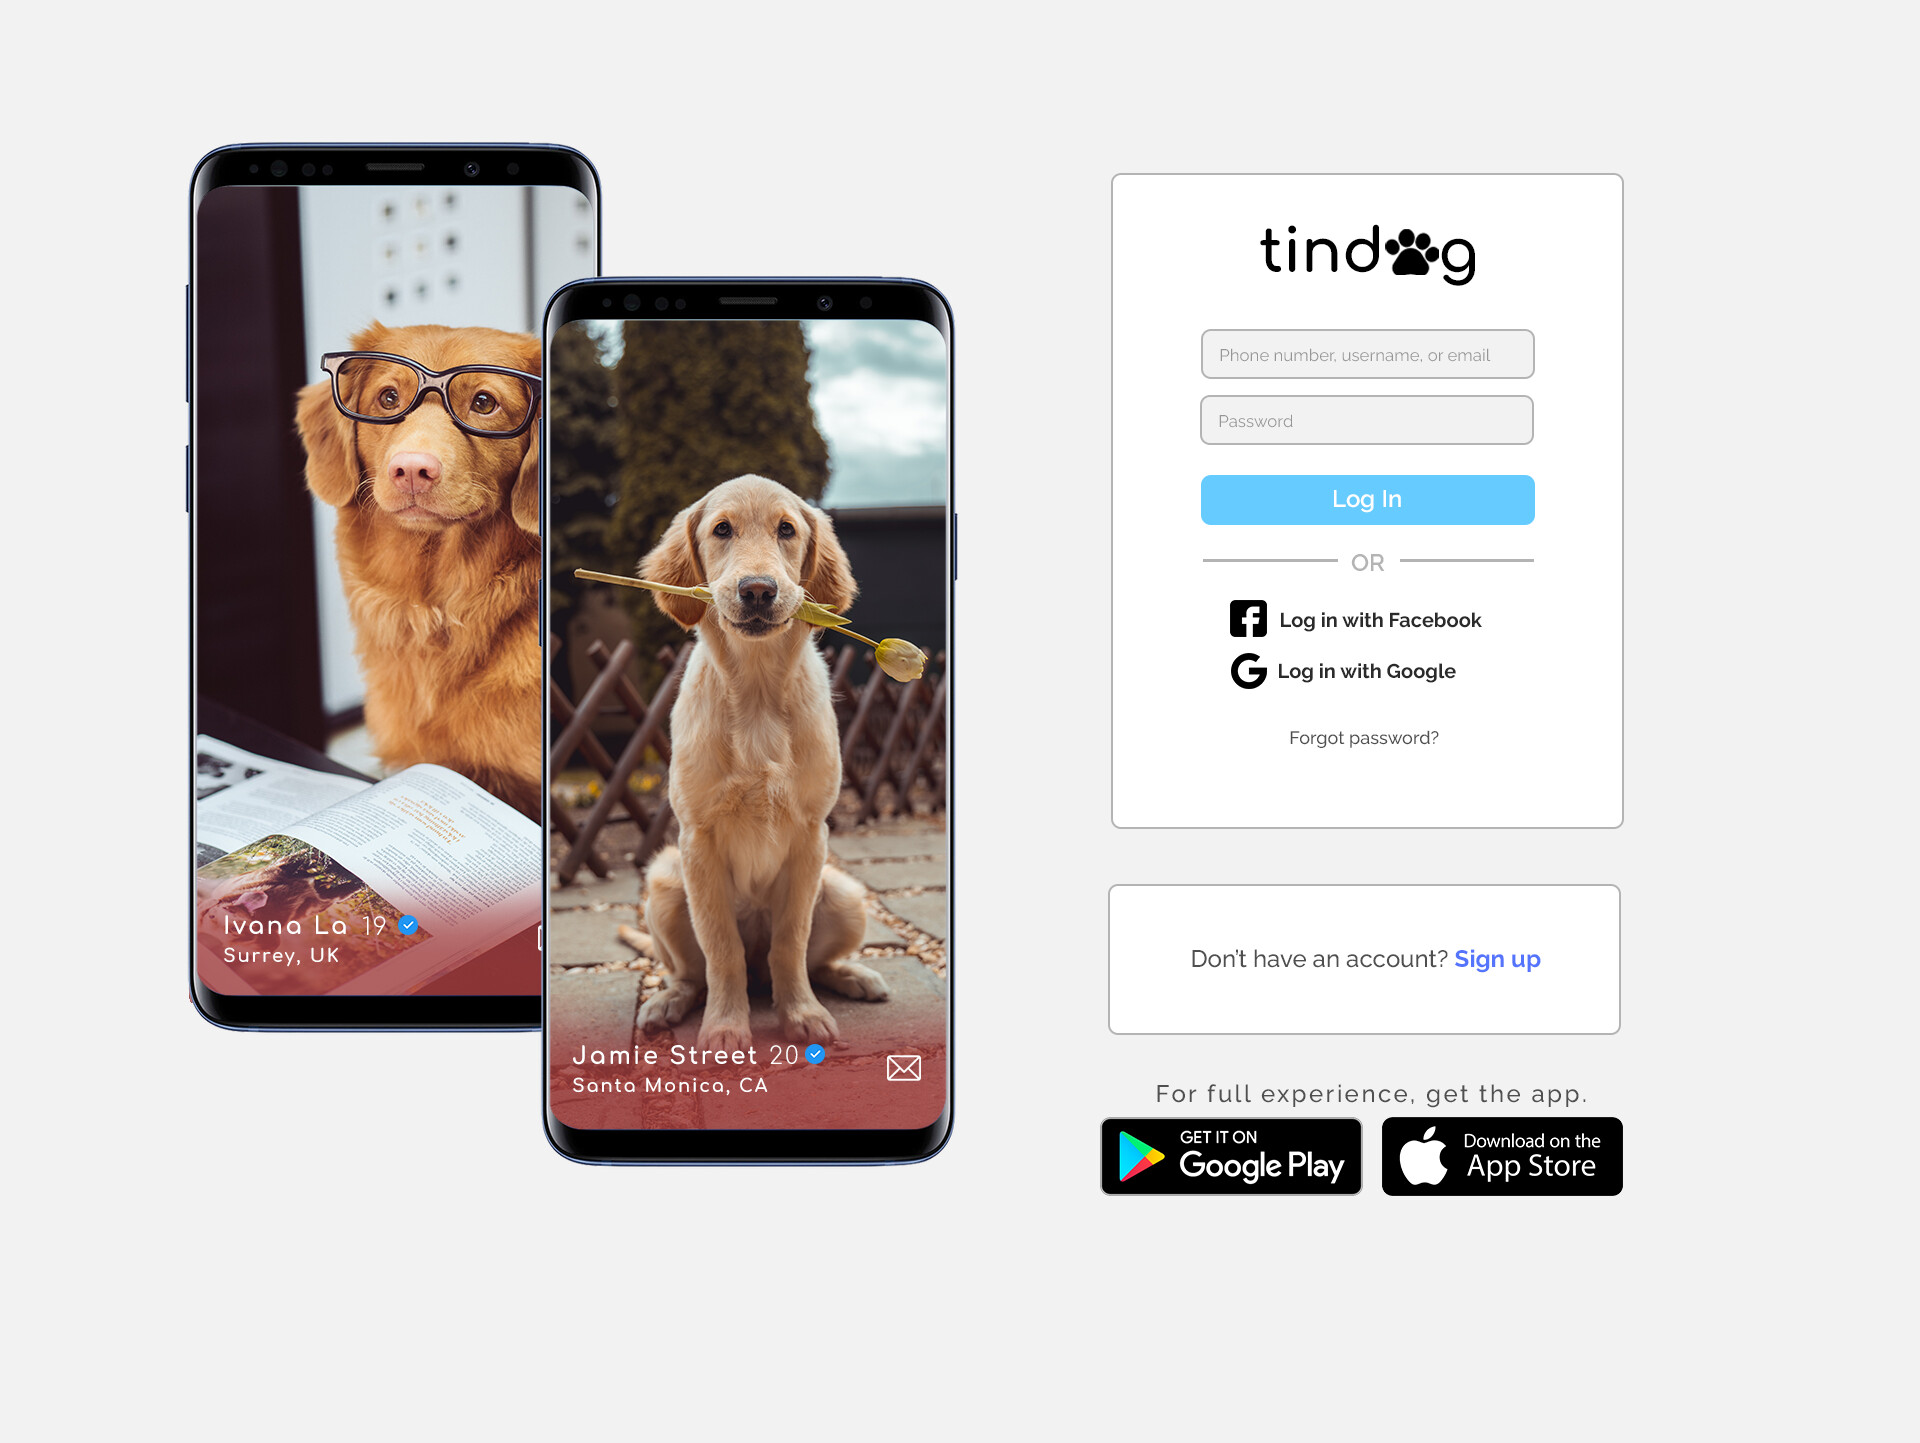 Ivana La 19
Surrey, UK
Jamie Street 20
Santa Monica, CA
tindog
Phone number, username, or email
Password
Log In
OR
Log in with Facebook
Log in with Google
Forgot password?
Don't have an account? Sign up
For full experience, get the app.
GET IT ON
Google Play
Download on the
App Store